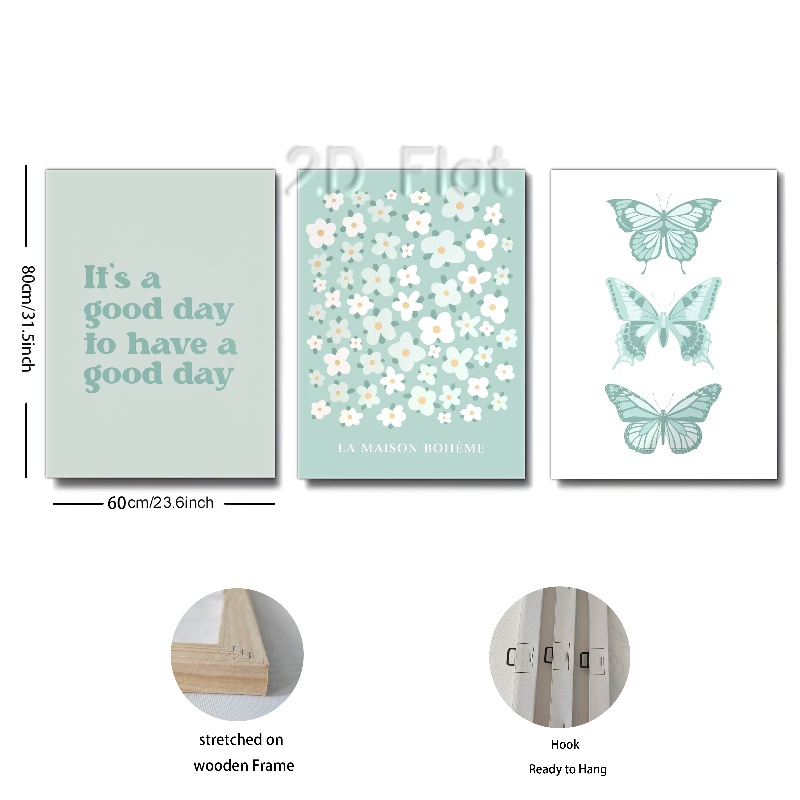 2D Flat
It's a
good day
to have a
good day
LA MAISON BOHÈME
80cm/31.5inch
60cm/23.6inch
stretched on
wooden Frame
Hook
Ready to Hang